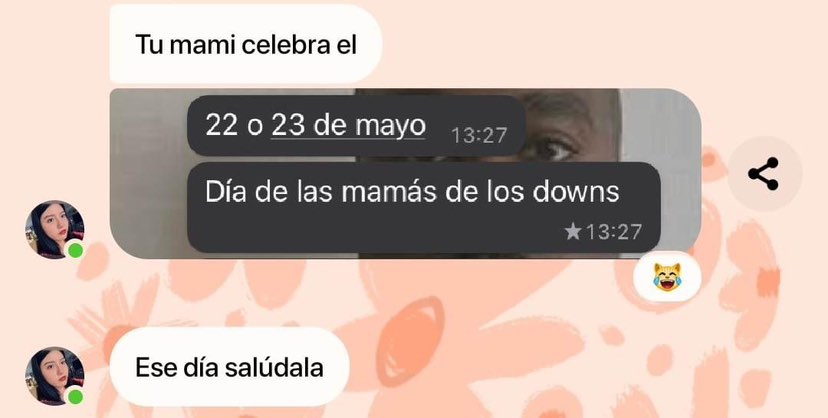 Tu mami celebra el
22 o 23 de mayo 13:27
Día de las mamás de los downs
★13:27
Ese día salúdala